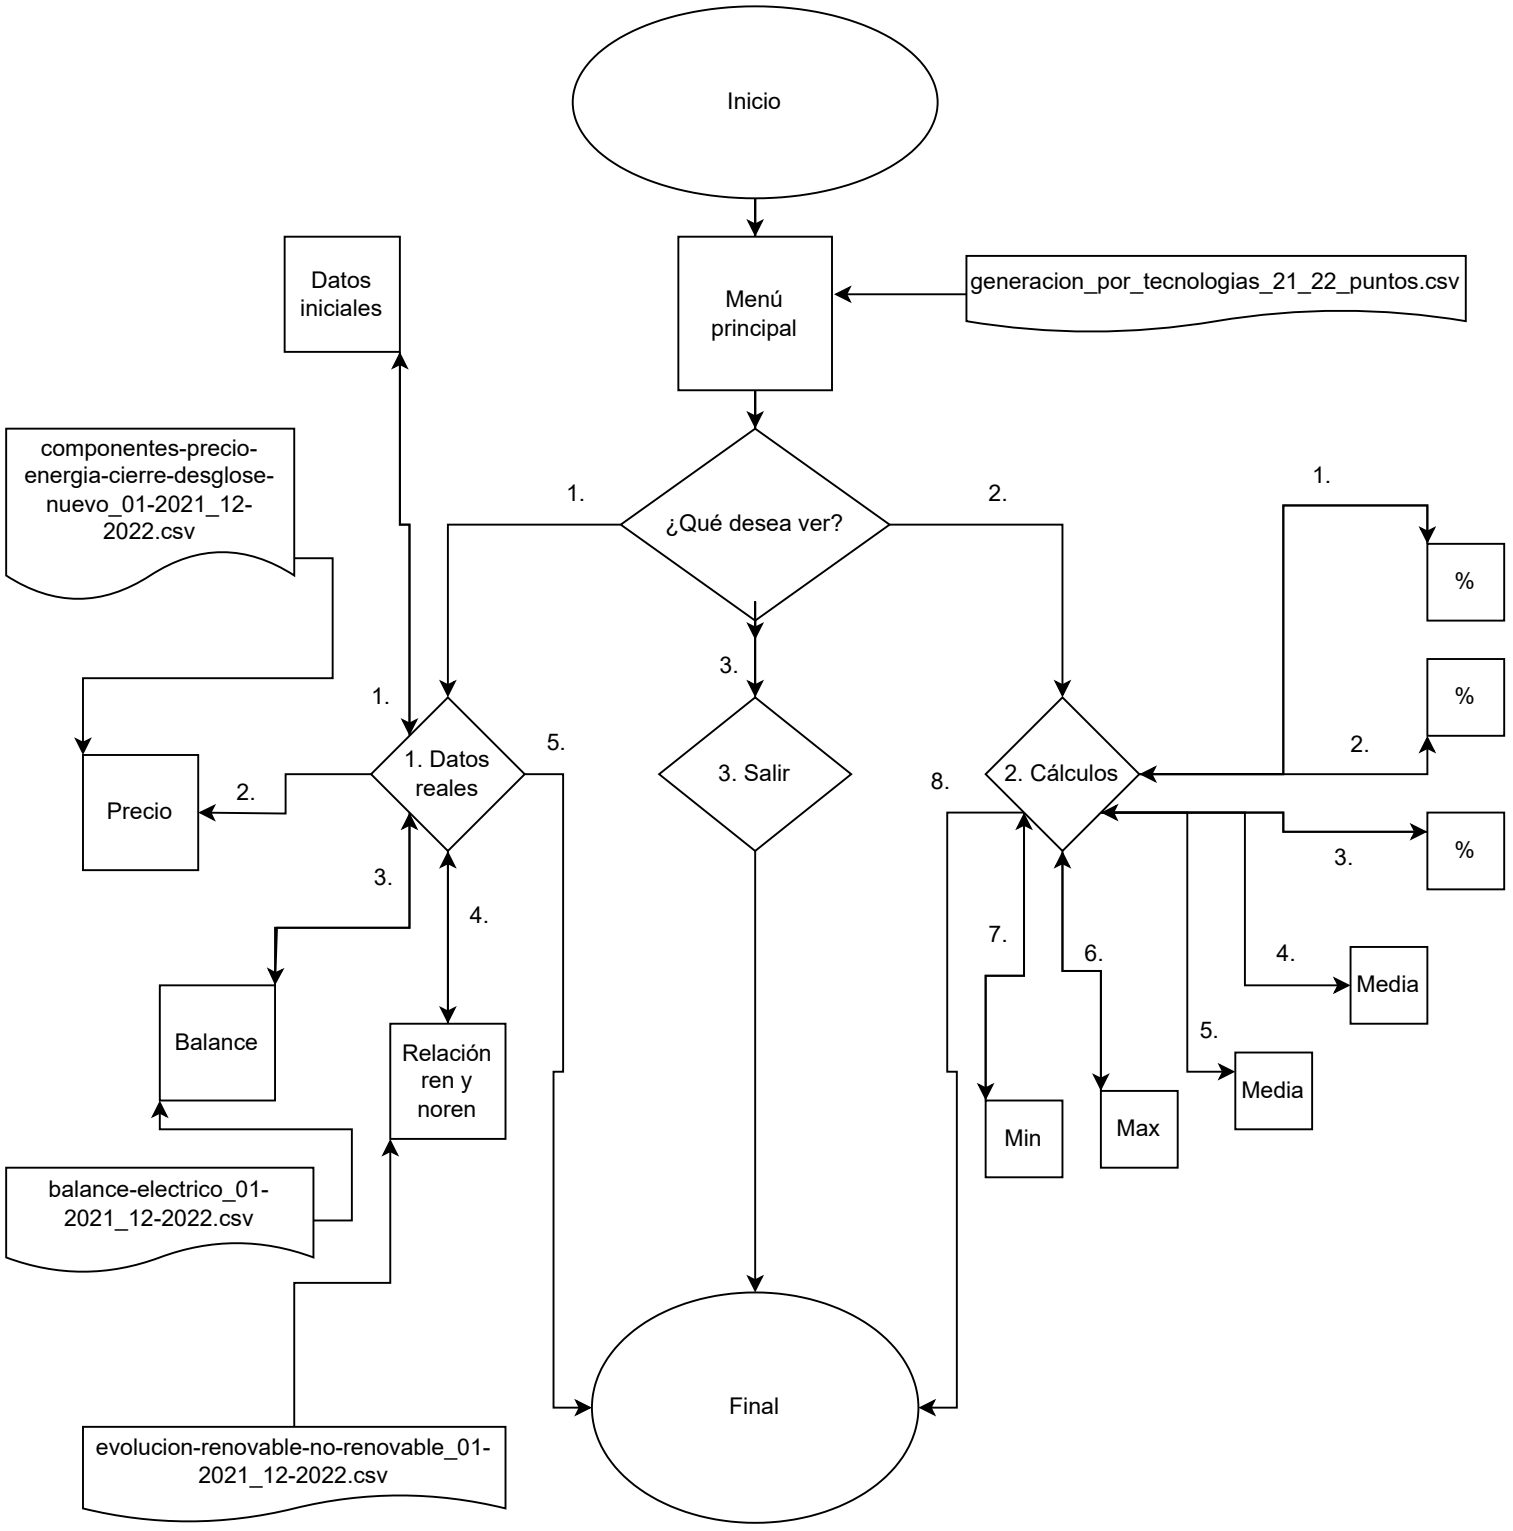 Inicio
Datos
iniciales
Menú
principal
generacion_por_tecnologias_21_22_puntos.csv
componentes-precio-
energia-cierre-desglose-
nuevo_01-2021_12-
2022.csv
1.
¿Qué desea ver?
2.
1.
%
3.
1.
%
2.
5.
1. Datos
reales
3. Salir
8.
2. Cálculos
2.
Precio
3.
%
3.
4.
7.
6.
4.
Media
Balance
Relación
ren y
noren
5.
Media
Min
Max
balance-electrico_01-
2021_12-2022.csv
Final
evolucion-renovable-no-renovable_01-
2021_12-2022.csv